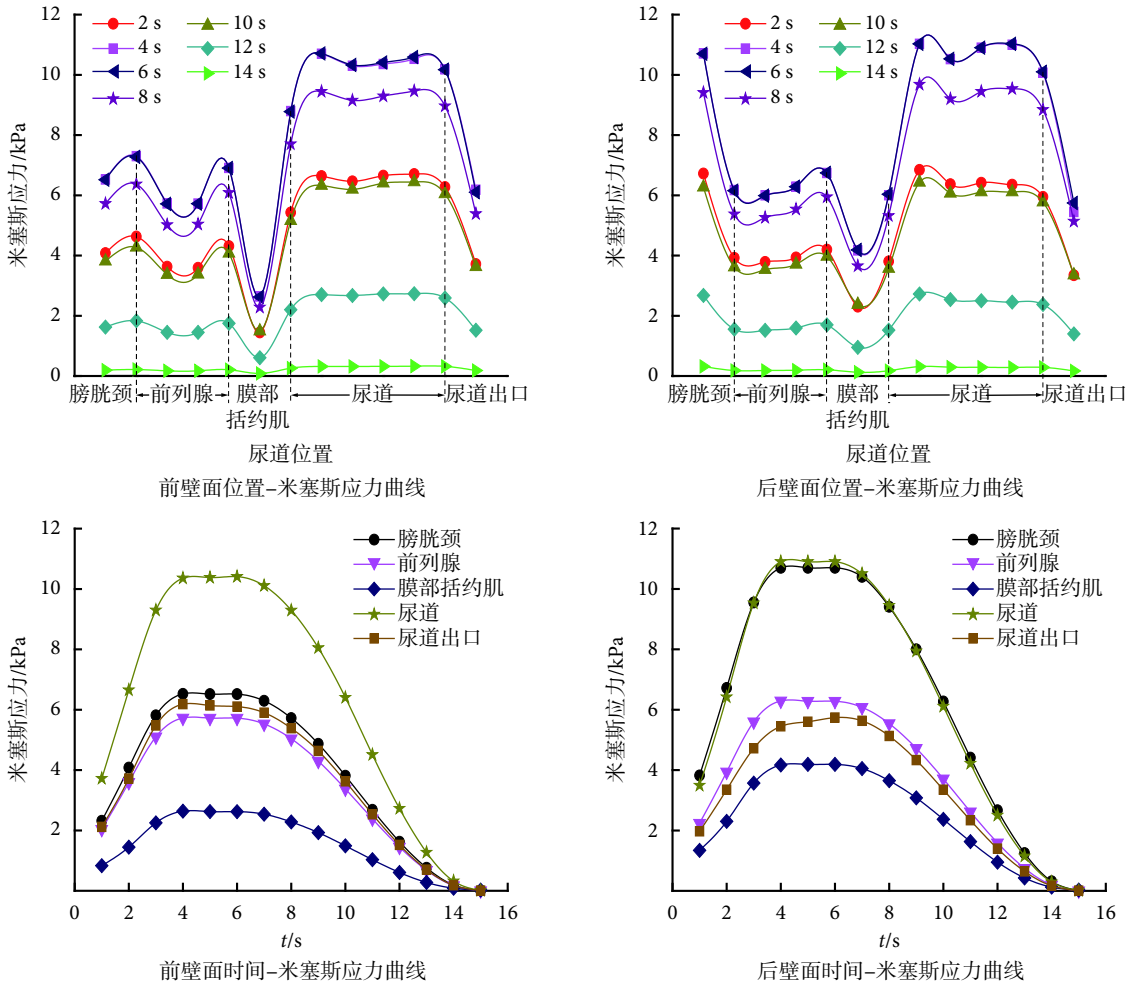 12
10
8
6
4
2
0
米塞斯应力/kPa
2 s
4 s
6 s
8 s
10 s
12 s
14 s
膀胱颈 前列腺 膜部 尿道 尿道出口
括约肌
尿道位置
前壁面位置–米塞斯应力曲线
12
10
8
6
4
2
0
米塞斯应力/kPa
2 s
4 s
6 s
8 s
10 s
12 s
14 s
膀胱颈 前列腺 膜部 尿道 尿道出口
括约肌
尿道位置
后壁面位置–米塞斯应力曲线
12
10
8
6
4
2
米塞斯应力/kPa
膀胱颈
前列腺
膜部括约肌
尿道
尿道出口
0 2 4 6 8 10 12 14 16
t/s
前壁面时间–米塞斯应力曲线
12
10
8
6
4
2
米塞斯应力/kPa
膀胱颈
前列腺
膜部括约肌
尿道
尿道出口
0 2 4 6 8 10 12 14 16
t/s
后壁面时间–米塞斯应力曲线